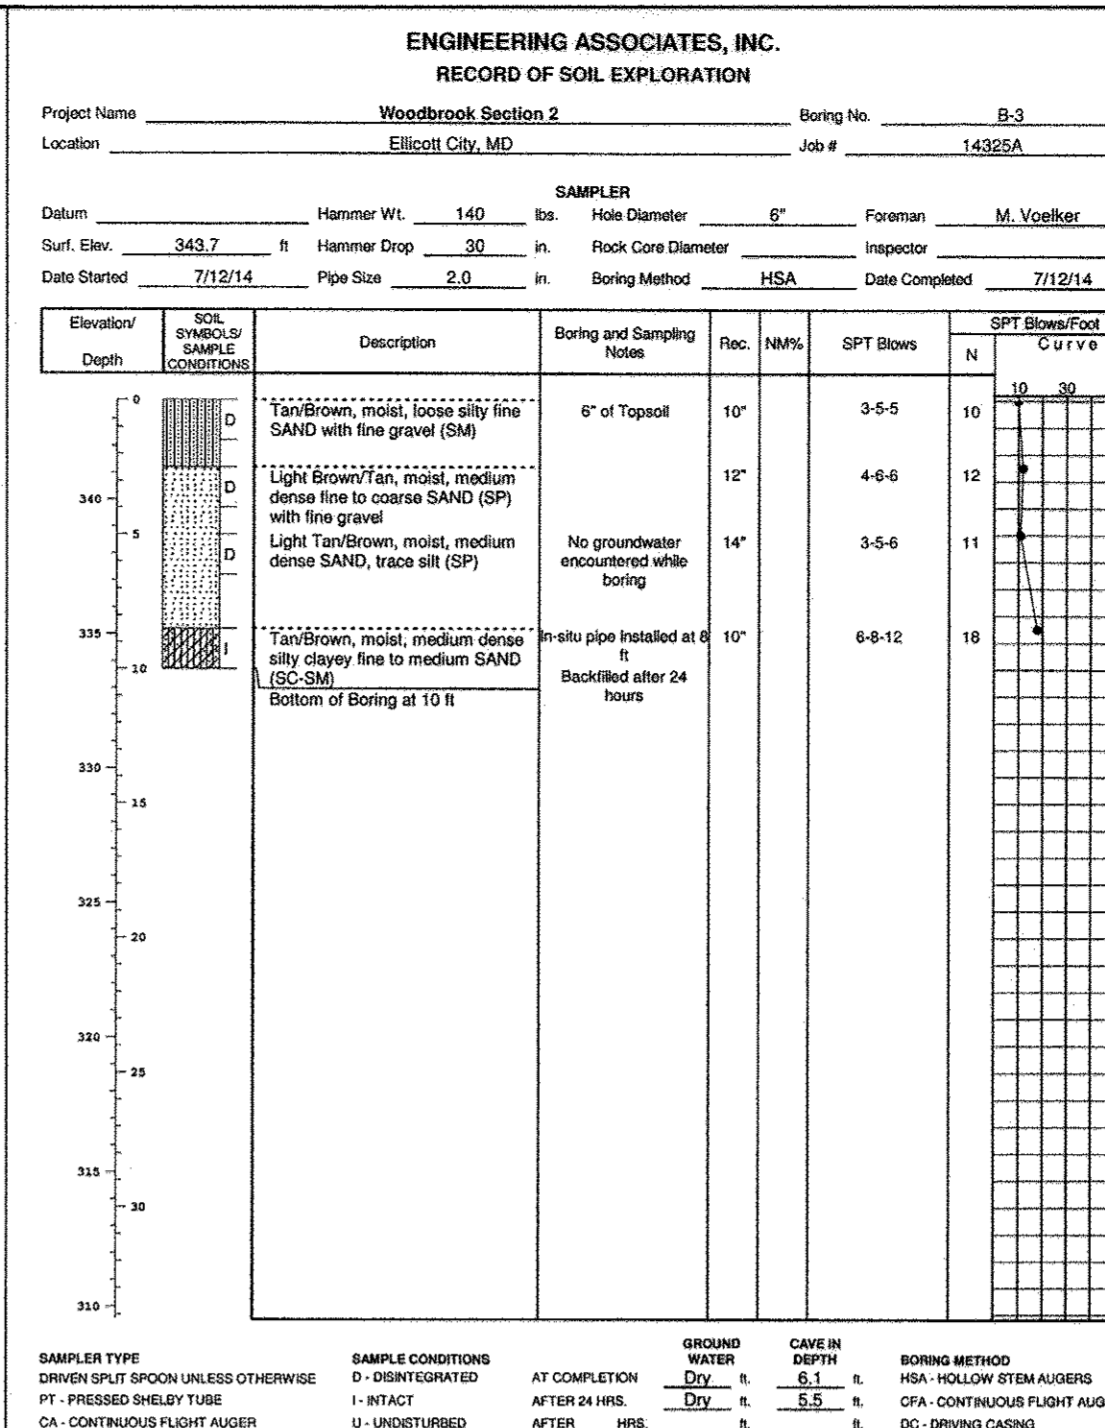 ENGINEERING ASSOCIATES, INC.
RECORD OF SOIL EXPLORATION
Project Name Woodbrook Section 2 Boring No. B-3
Location Ellicott City, MD Job # 14325A
SAMPLER
Datum Hammer Wt. 140 lbs. Hole Diameter 6" Foreman M. Voelker
Surf. Elev. 343.7 ft Hammer Drop 30 in. Rock Core Diameter Inspector
Date Started 7/12/14 Pipe Size 2.0 in. Boring Method HSA Date Completed 7/12/14
Elevation/ Depth
SOIL SYMBOLS/ SAMPLE CONDITIONS
Description
Boring and Sampling Notes
Rec.
NM%
SPT Blows
SPT Blows/Foot
N
Curve
10 30
0
D
Tan/Brown, moist, loose silty fine
SAND with fine gravel (SM)
6" of Topsoil
10"
3-5-5
10
D
Light Brown/Tan, moist, medium
dense fine to coarse SAND (SP)
with fine gravel
12"
4-6-6
12
340
5
D
Light Tan/Brown, moist, medium
dense SAND, trace silt (SP)
No groundwater
encountered while
boring
14"
3-5-6
11
335
I
Tan/Brown, moist, medium dense
silty clayey fine to medium SAND
(SC-SM)
In-situ pipe installed at 8
ft
Backfilled after 24
hours
10"
6-8-12
18
10
Bottom of Boring at 10 ft
330
15
325
20
320
25
315
30
310
SAMPLER TYPE
DRIVEN SPLIT SPOON UNLESS OTHERWISE
PT - PRESSED SHELBY TUBE
CA - CONTINUOUS FLIGHT AUGER
SAMPLE CONDITIONS
D - DISINTEGRATED
I - INTACT
U - UNDISTURBED
GROUND WATER CAVE IN DEPTH
AT COMPLETION Dry ft. 6.1 ft.
AFTER 24 HRS. Dry ft. 5.5 ft.
AFTER HRS. ft. ft.
BORING METHOD
HSA - HOLLOW STEM AUGERS
CFA - CONTINUOUS FLIGHT AUG
DC - DRIVING CASING